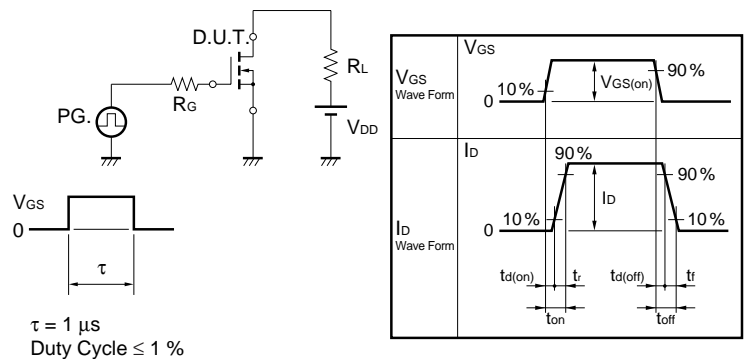 D.U.T.
RL
RG
PG.
VDD
VGS
0
τ
τ = 1 μs
Duty Cycle ≤ 1 %
VGS
Wave Form
VGS
10 %
0
VGS(on)
90 %
ID
Wave Form
ID
90 %
90 %
ID
10 %
0
10 %
td(on)
tr
td(off)
tf
ton
toff